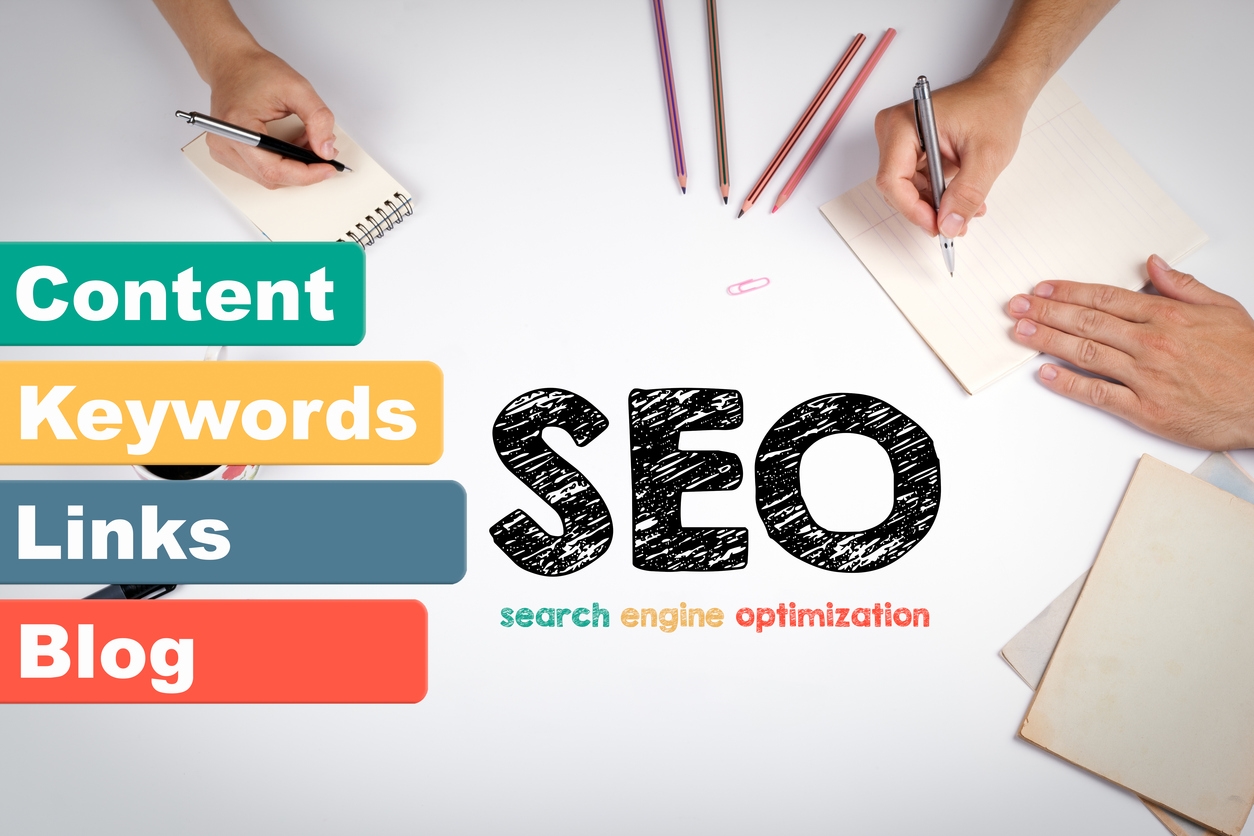 Content
Keywords
Links
Blog
SEO
search engine optimization